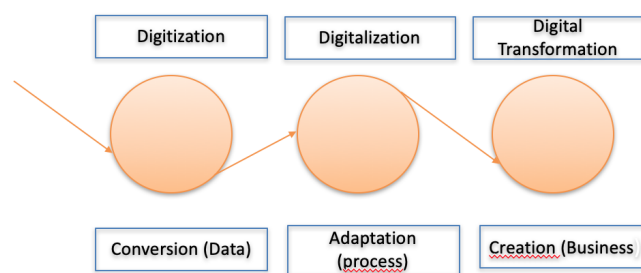 Digitization
Digitalization
Digital
Transformation
Conversion (Data)
Adaptation
(process)
Creation (Business)